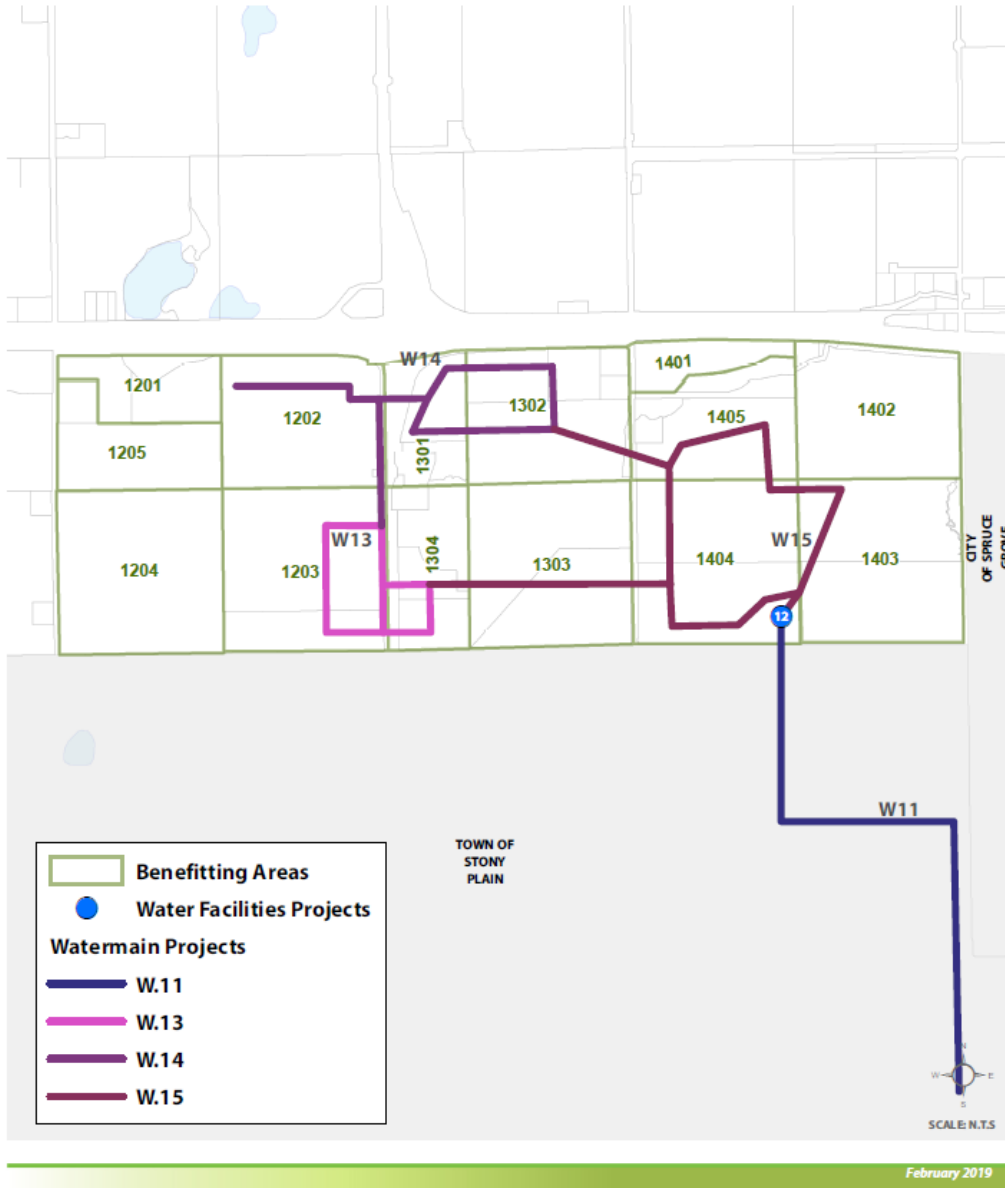 W14
1401
1201
1302
1402
1202
1405
1205
1301
W13
W15
CITY
OF SPRUCE
GROVE
1304
1303
1404
1403
1204
1203
12
W11
TOWN OF
STONY
PLAIN
Benefitting Areas
Water Facilities Projects
Watermain Projects
W.11
W.13
W.14
W.15
N
W
E
S
SCALE: N.T.S
February 2019